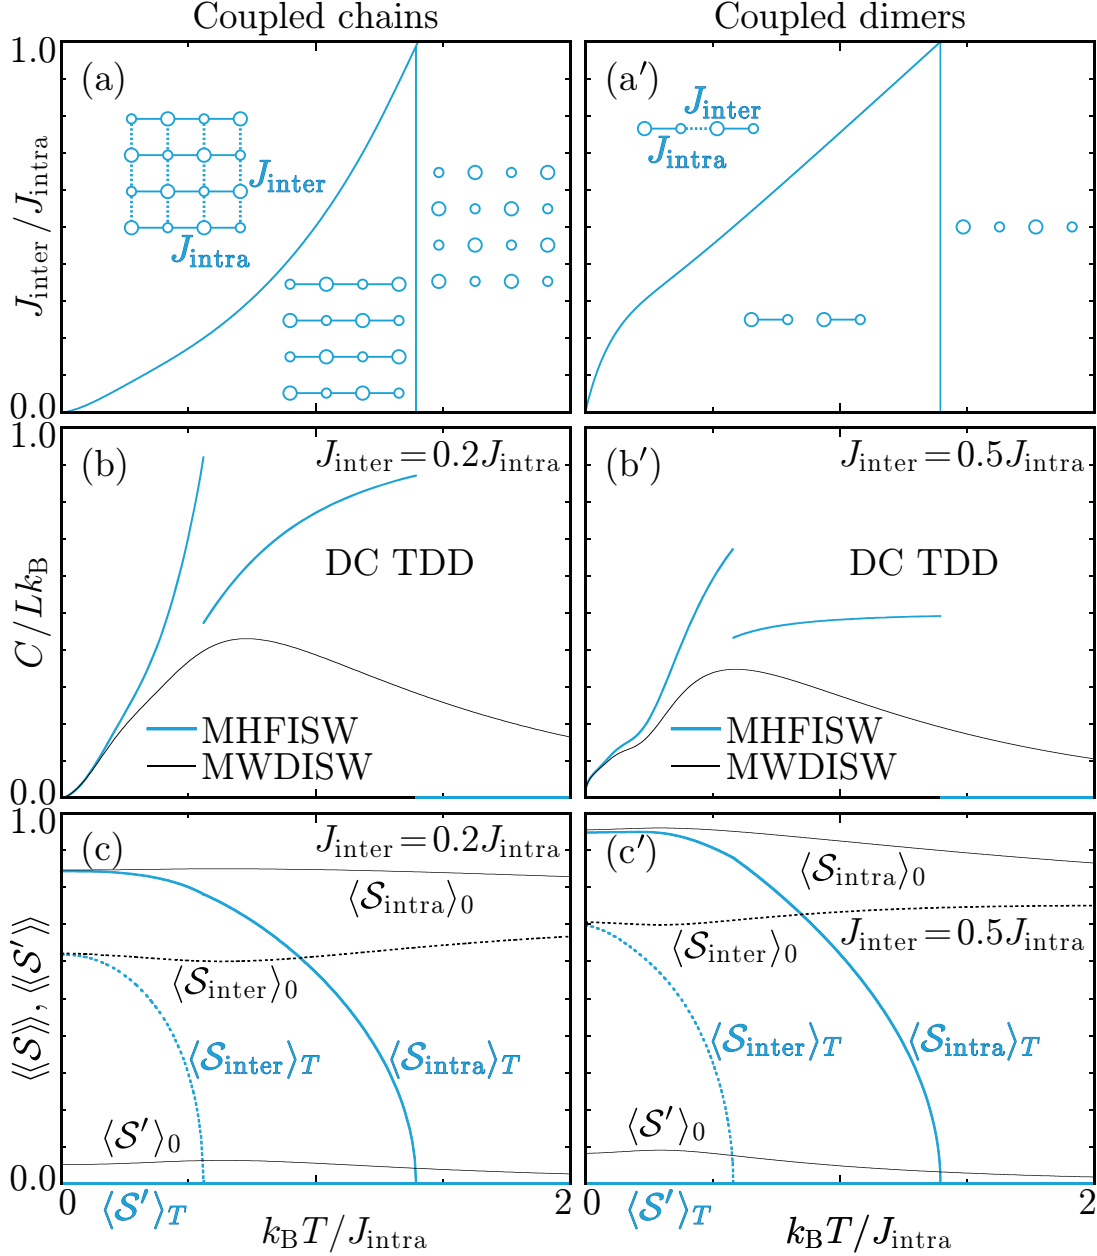 Coupled chains
Coupled dimers
1.0
(a)
J_inter
J_intra
J_inter / J_intra
0.0
(a′)
J_inter
J_intra
1.0
(b)
J_inter = 0.2J_intra
DC TDD
C / Lk_B
MHFISW
MWDISW
0.0
(b′)
J_inter = 0.5J_intra
DC TDD
MHFISW
MWDISW
1.0
(c)
J_inter = 0.2J_intra
⟨S_intra⟩_0
⟨S_inter⟩_0
⟨S_inter⟩_T
⟨S_intra⟩_T
⟨S′⟩_0
⟨⟨S⟩⟩, ⟨⟨S′⟩⟩
0.0
0
2
⟨S′⟩_T
k_B T / J_intra
(c′)
⟨S_intra⟩_0
⟨S_inter⟩_0
J_inter = 0.5J_intra
⟨S_inter⟩_T
⟨S_intra⟩_T
⟨S′⟩_0
0
2
⟨S′⟩_T
k_B T / J_intra